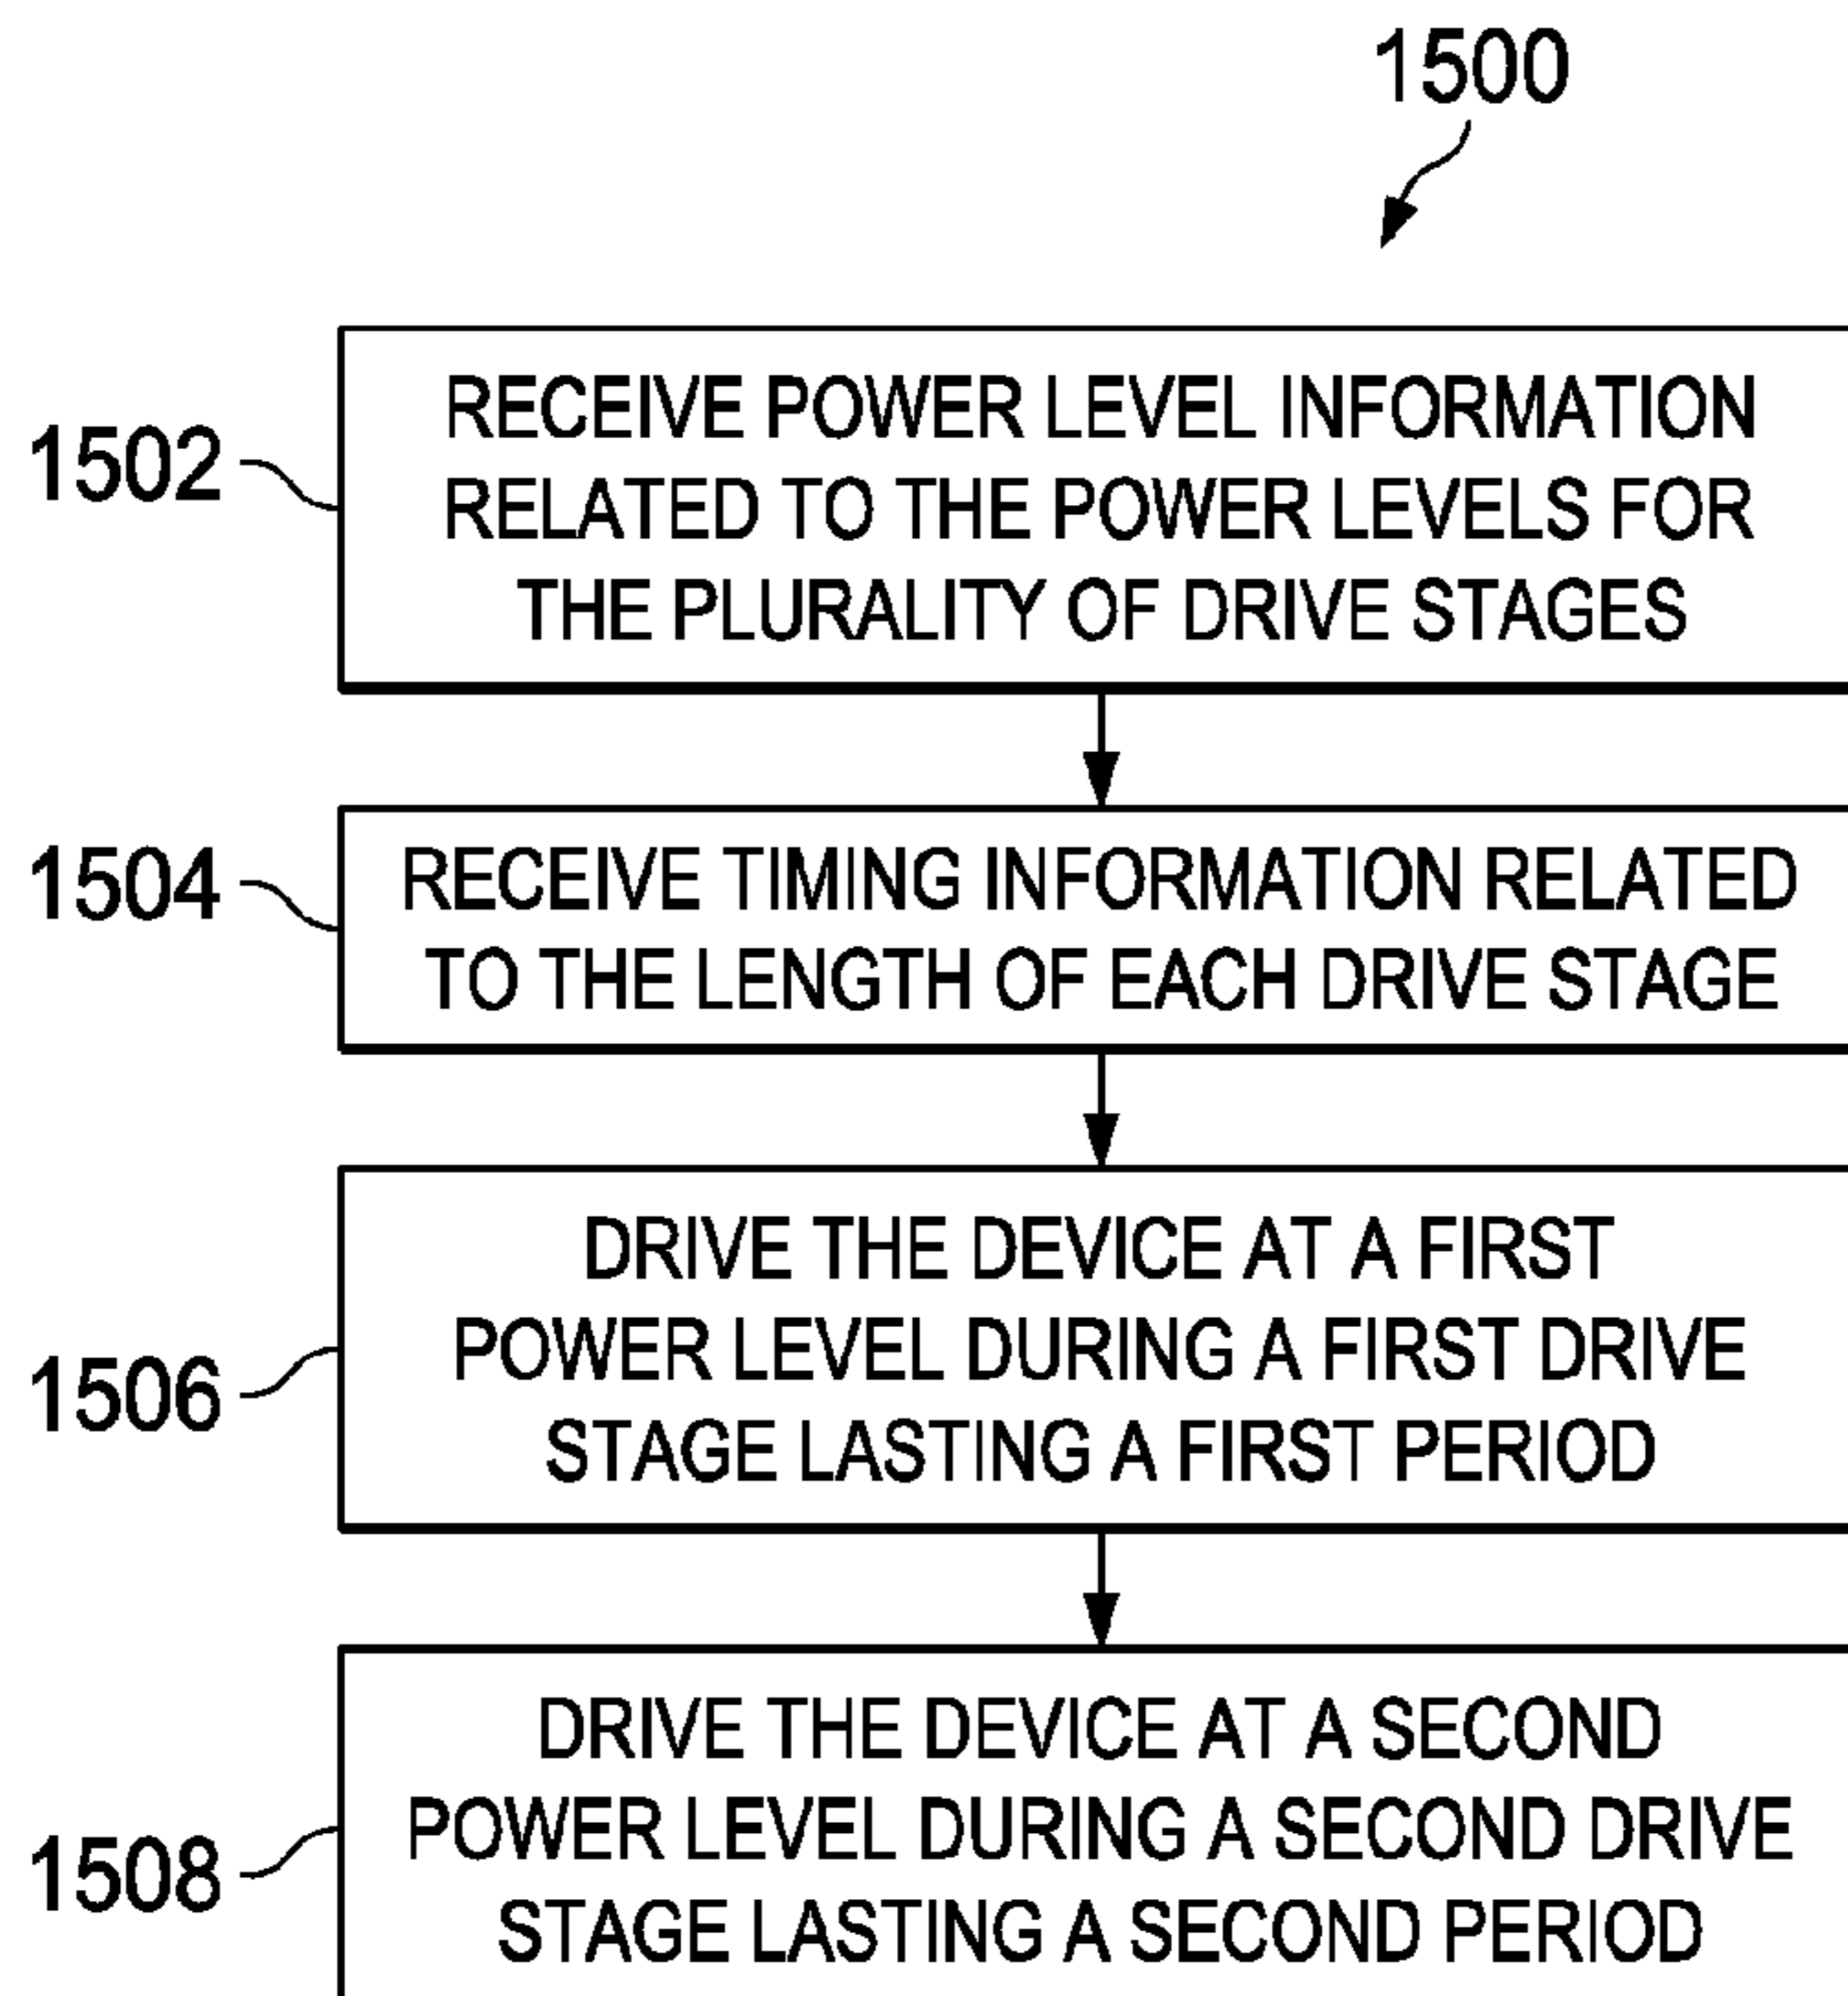 1500
1502
RECEIVE POWER LEVEL INFORMATION
RELATED TO THE POWER LEVELS FOR
THE PLURALITY OF DRIVE STAGES
1504
RECEIVE TIMING INFORMATION RELATED
TO THE LENGTH OF EACH DRIVE STAGE
1506
DRIVE THE DEVICE AT A FIRST
POWER LEVEL DURING A FIRST DRIVE
STAGE LASTING A FIRST PERIOD
1508
DRIVE THE DEVICE AT A SECOND
POWER LEVEL DURING A SECOND DRIVE
STAGE LASTING A SECOND PERIOD